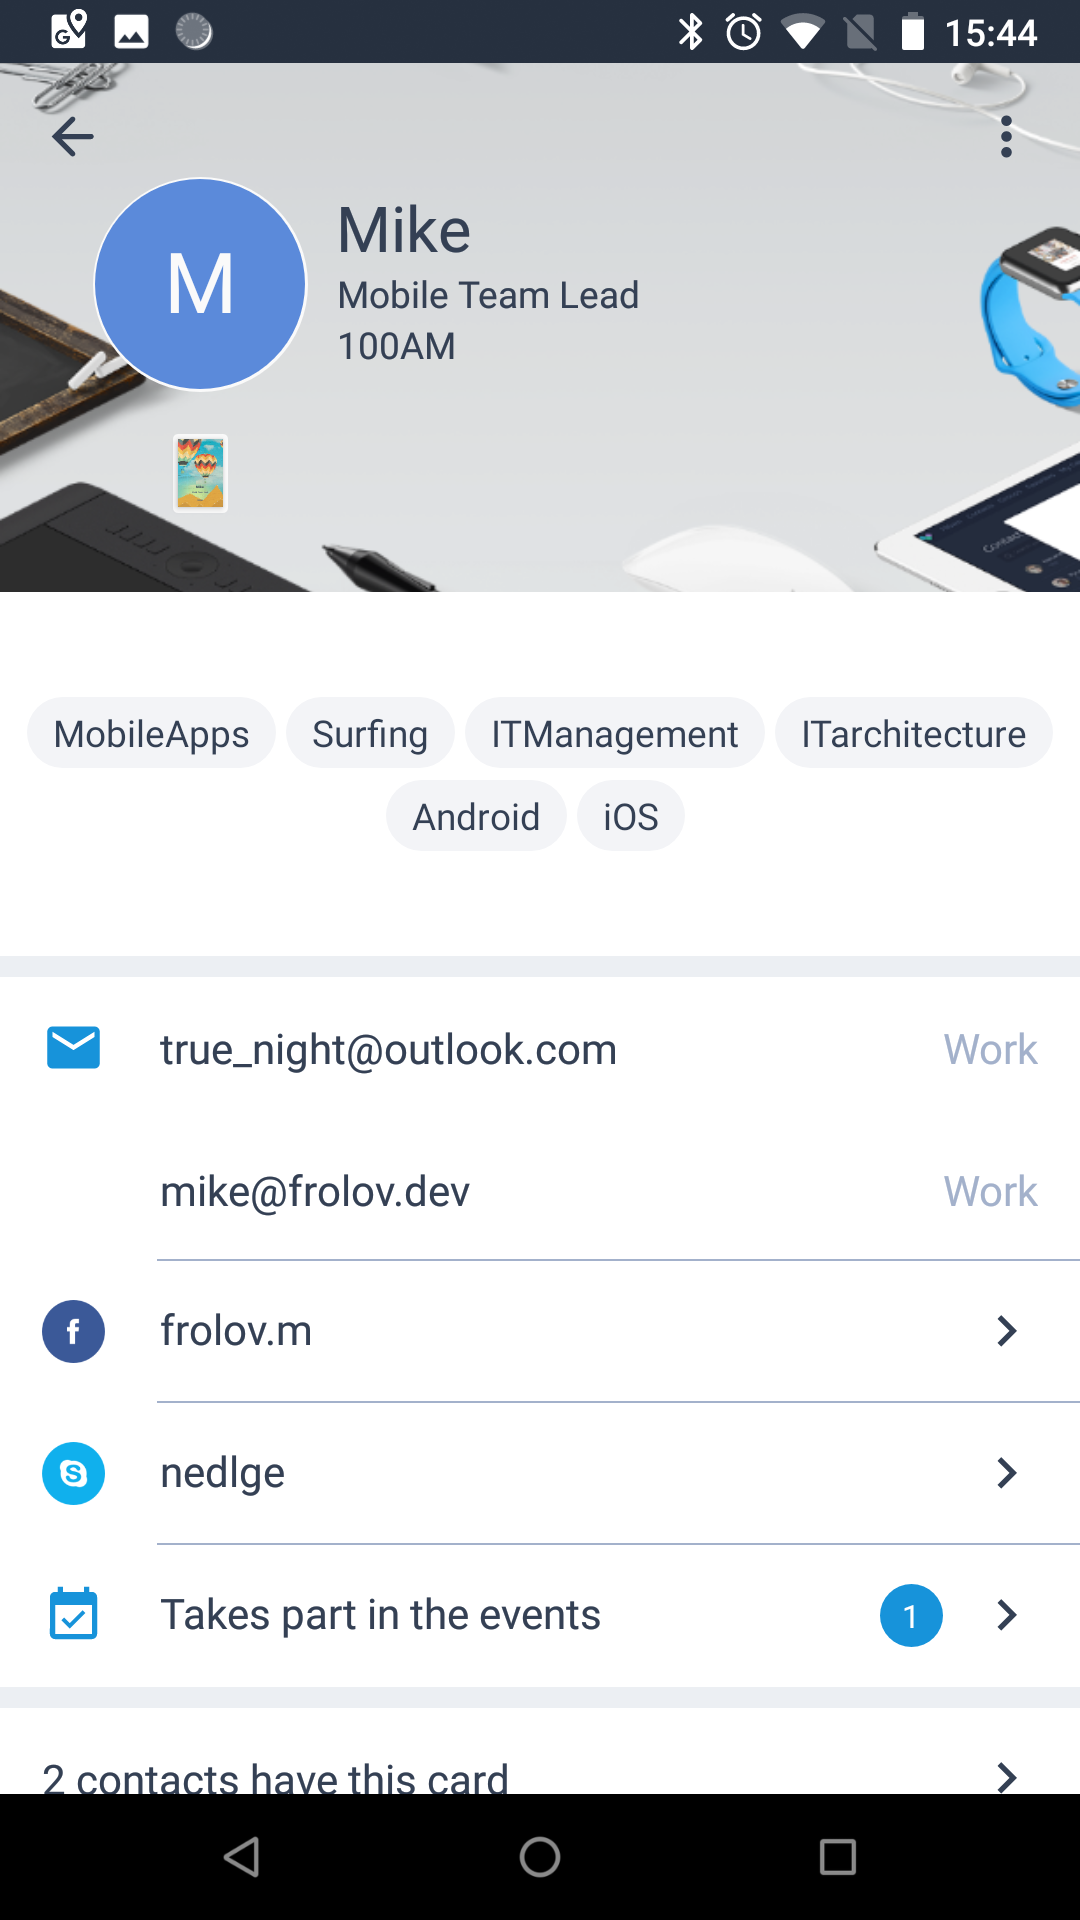 15:44
M
Mike
Mobile Team Lead
100AM
MobileApps Surfing ITManagement ITarchitecture
Android iOS
true_night@outlook.com Work
mike@frolov.dev Work
frolov.m
nedlge
Takes part in the events 1
2 contacts have this card